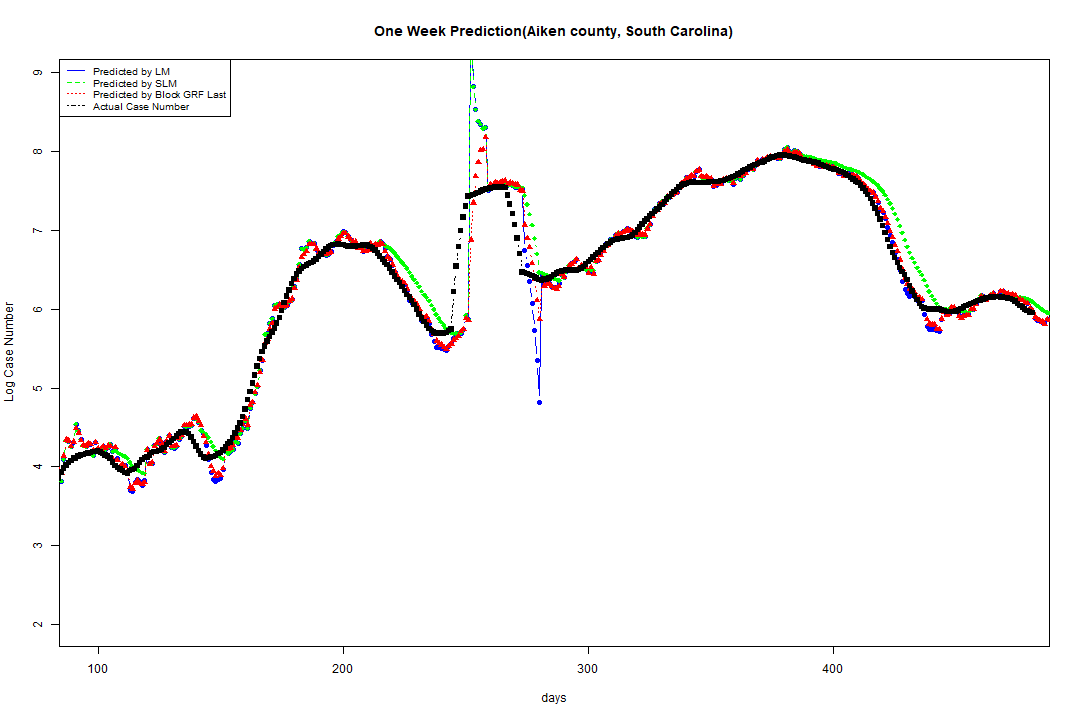 One Week Prediction(Aiken county, South Carolina)
Predicted by LM
Predicted by SLM
Predicted by Block GRF Last
Actual Case Number
Log Case Number
9
8
7
6
5
4
3
2
100 200 300 400
days